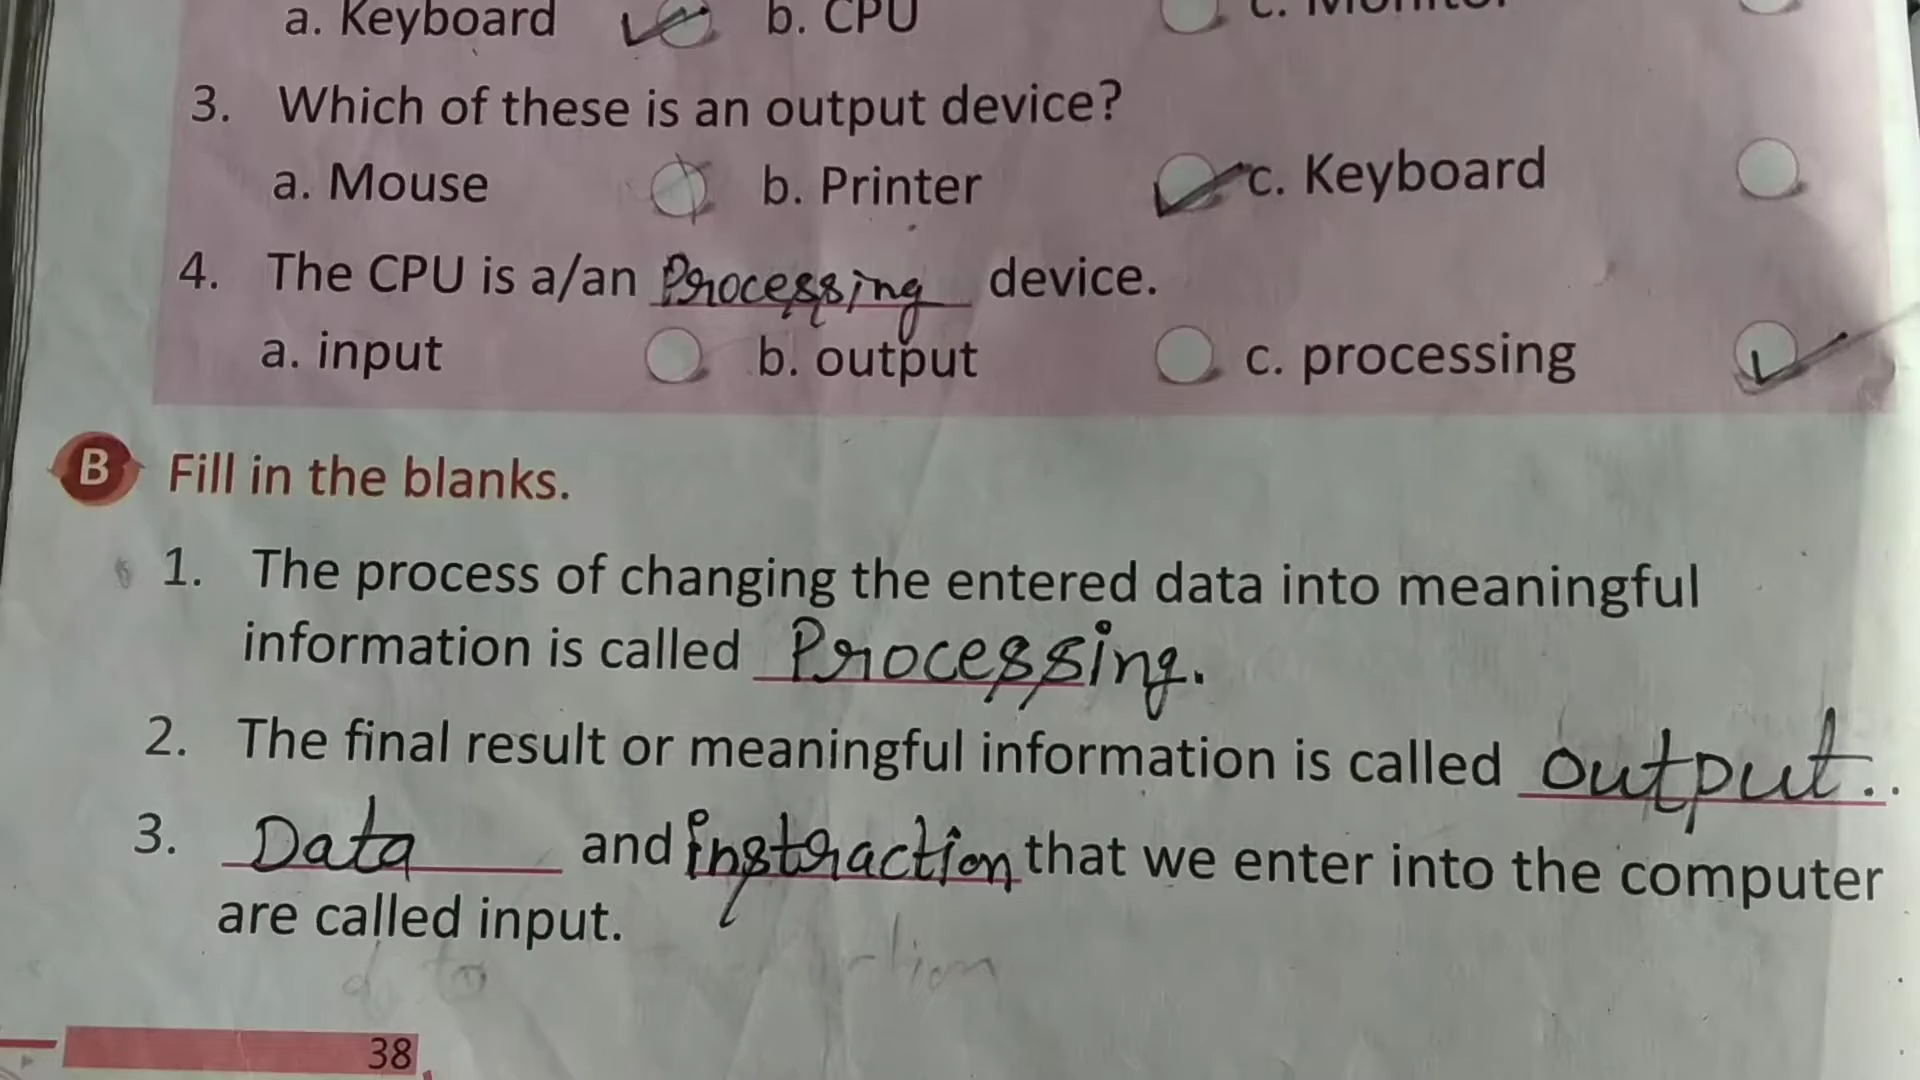 a. Keyboard b. CPU c. Monitor
3. Which of these is an output device?
a. Mouse b. Printer c. Keyboard
4. The CPU is a/an Processing device.
a. input b. output c. processing
B Fill in the blanks.
1. The process of changing the entered data into meaningful
information is called Processing.
2. The final result or meaningful information is called output..
3. Data and instraction that we enter into the computer
are called input.
38